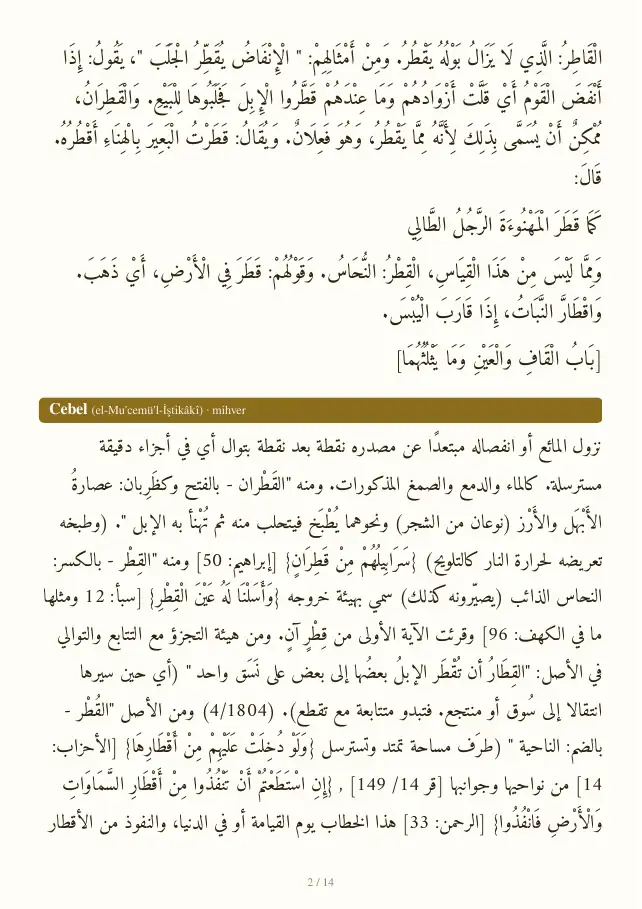 الْقَاطِرُ: الَّذِي لَا يَزَالُ بَوْلُهُ يَقْطُرُ. وَمِنْ أَمْثَالِهِمْ: " الْإِنْفَاضُ يُقَطِّرُ الْجَلَبَ "، يَقُولُ: إِذَا
أَنْفَضَ الْقَوْمُ أَيْ قَلَّتْ أَزْوَادُهُمْ وَمَا عِنْدَهُمْ قَطَّرُوا الْإِبِلَ فَجَلَبُوهَا لِلْبَيْعِ. وَالْقَطِرَانُ،
مُمْكِنٌ أَنْ يُسَمَّى بِذَلِكَ لِأَنَّهُ مِمَّا يَقْطُرُ، وَهُوَ فَعِلَانٌ. وَيُقَالُ: قَطَرْتُ الْبَعِيرَ بِالْهِنَاءِ أَقْطُرُهُ.
قَالَ:
كَمَا قَطَرَ الْمَهْنُوءَةَ الرَّجُلُ الطَّالِي
وَمِمَّا لَيْسَ مِنْ هَذَا الْقِيَاسِ، الْقِطْرُ: النُّحَاسُ. وَقَوْلُهُمْ: قَطَرَ فِي الْأَرْضِ، أَيْ ذَهَبَ.
وَاقْطَارَّ النَّبَاتُ، إِذَا قَارَبَ الْيُبْسَ.
[بَابُ الْقَافِ وَالْعَيْنِ وَمَا يَثْلُثُهُمَا]
Cebel (el-Mu'cemü'l-İştikâkî) · mihver
نزول المائع أو انفصاله مبتعدًا عن مصدره نقطة بعد نقطة بتوال أي في أجزاء دقيقة
مسترسلة. كالماء والدمع والصمغ المذكورات. ومنه "القَطْران - بالفتح وكظَرِبان: عصارةُ
الأَبْهَل والأَرْز (نوعان من الشجر) ونحوهما يُطْبَخ فيتحلب منه ثم تُهْنأ به الإبل ". (وطبخه
تعريضه لحرارة النار كالتلويح) {سَرَابِيلُهُمْ مِنْ قَطِرَانٍ} [إبراهيم: 50] ومنه "القِطْر - بالكسر:
النحاس الذائب (يصيّرونه كذلك) سمي بهيئة خروجه {وَأَسَلْنَا لَهُ عَيْنَ الْقِطْرِ} [سبأ: 12 ومثلها
ما في الكهف: 96] وقرئت الآية الأولى من قِطْرٍ آنٍ. ومن هيئة التجزؤ مع التتابع والتوالي
في الأصل: "القِطَارُ أن تُقْطَر الإبلُ بعضُها إلى بعض على نَسَق واحد " (أي حين سيرها
انتقالا إلى سُوق أو منتجع. فتبدو متتابعة مع تقطع). (4/1804) ومن الأصل "القُطْر -
بالضم: الناحية " (طرَف مساحة تمتد وتسترسل {وَلَوْ دُخِلَتْ عَلَيْهِمْ مِنْ أَقْطَارِهَا} [الأحزاب:
14] من نواحيها وجوانبها [قر 14/ 149] , {إِنِ اسْتَطَعْتُمْ أَنْ تَنْفُذُوا مِنْ أَقْطَارِ السَّمَاوَاتِ
وَالْأَرْضِ فَانْفُذُوا} [الرحمن: 33] هذا الخطاب يوم القيامة أو في الدنيا، والنفوذ من الأقطار
2 / 14